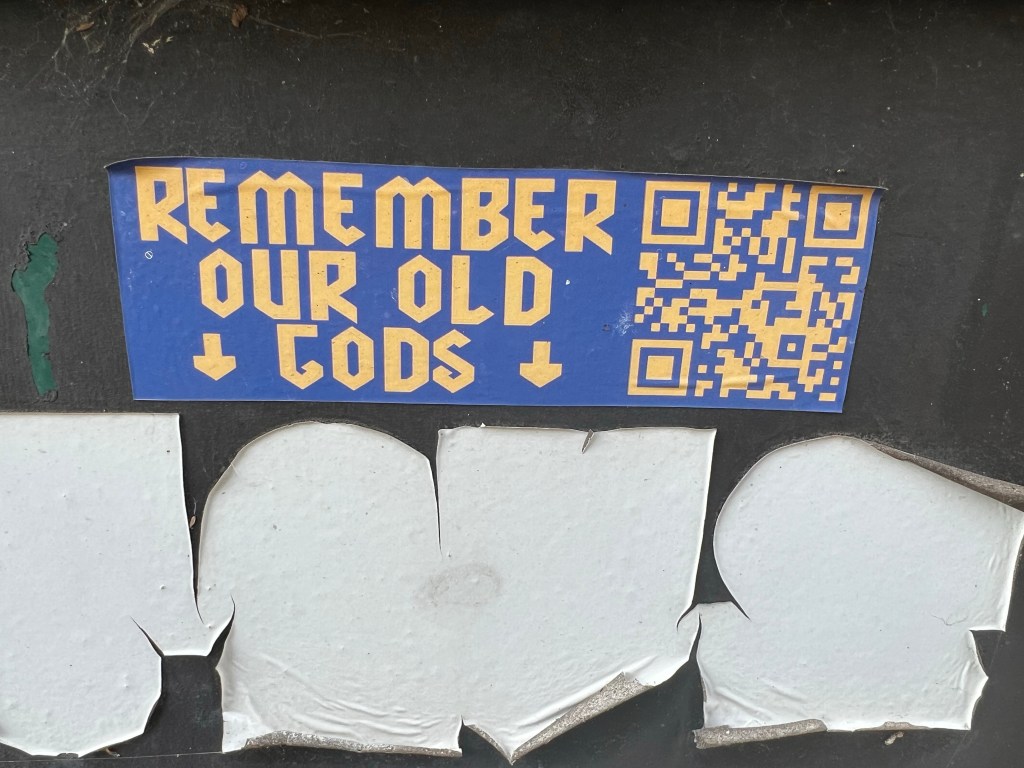 REMEMBER
OUR OLD
↓ GODS ↓